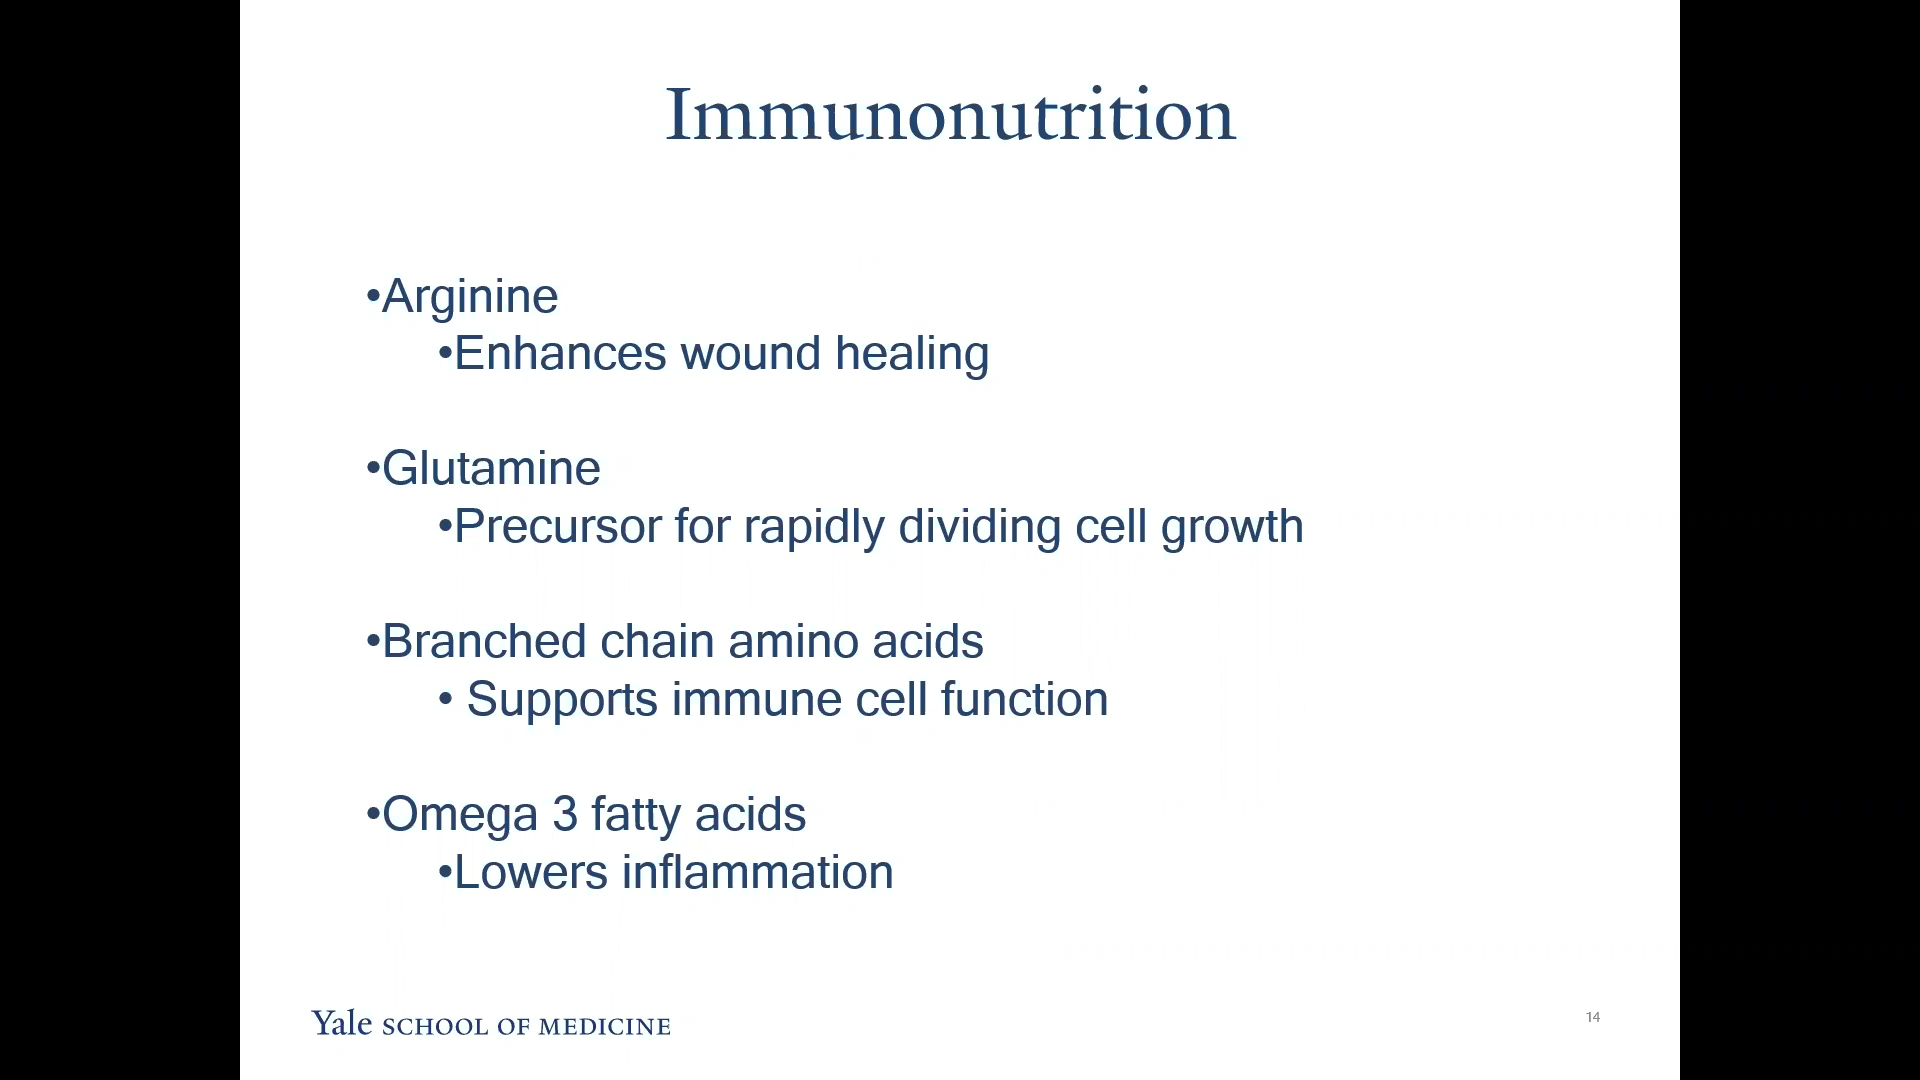 Immunonutrition
•Arginine
•Enhances wound healing
•Glutamine
•Precursor for rapidly dividing cell growth
•Branched chain amino acids
• Supports immune cell function
•Omega 3 fatty acids
•Lowers inflammation
Yale SCHOOL OF MEDICINE
14